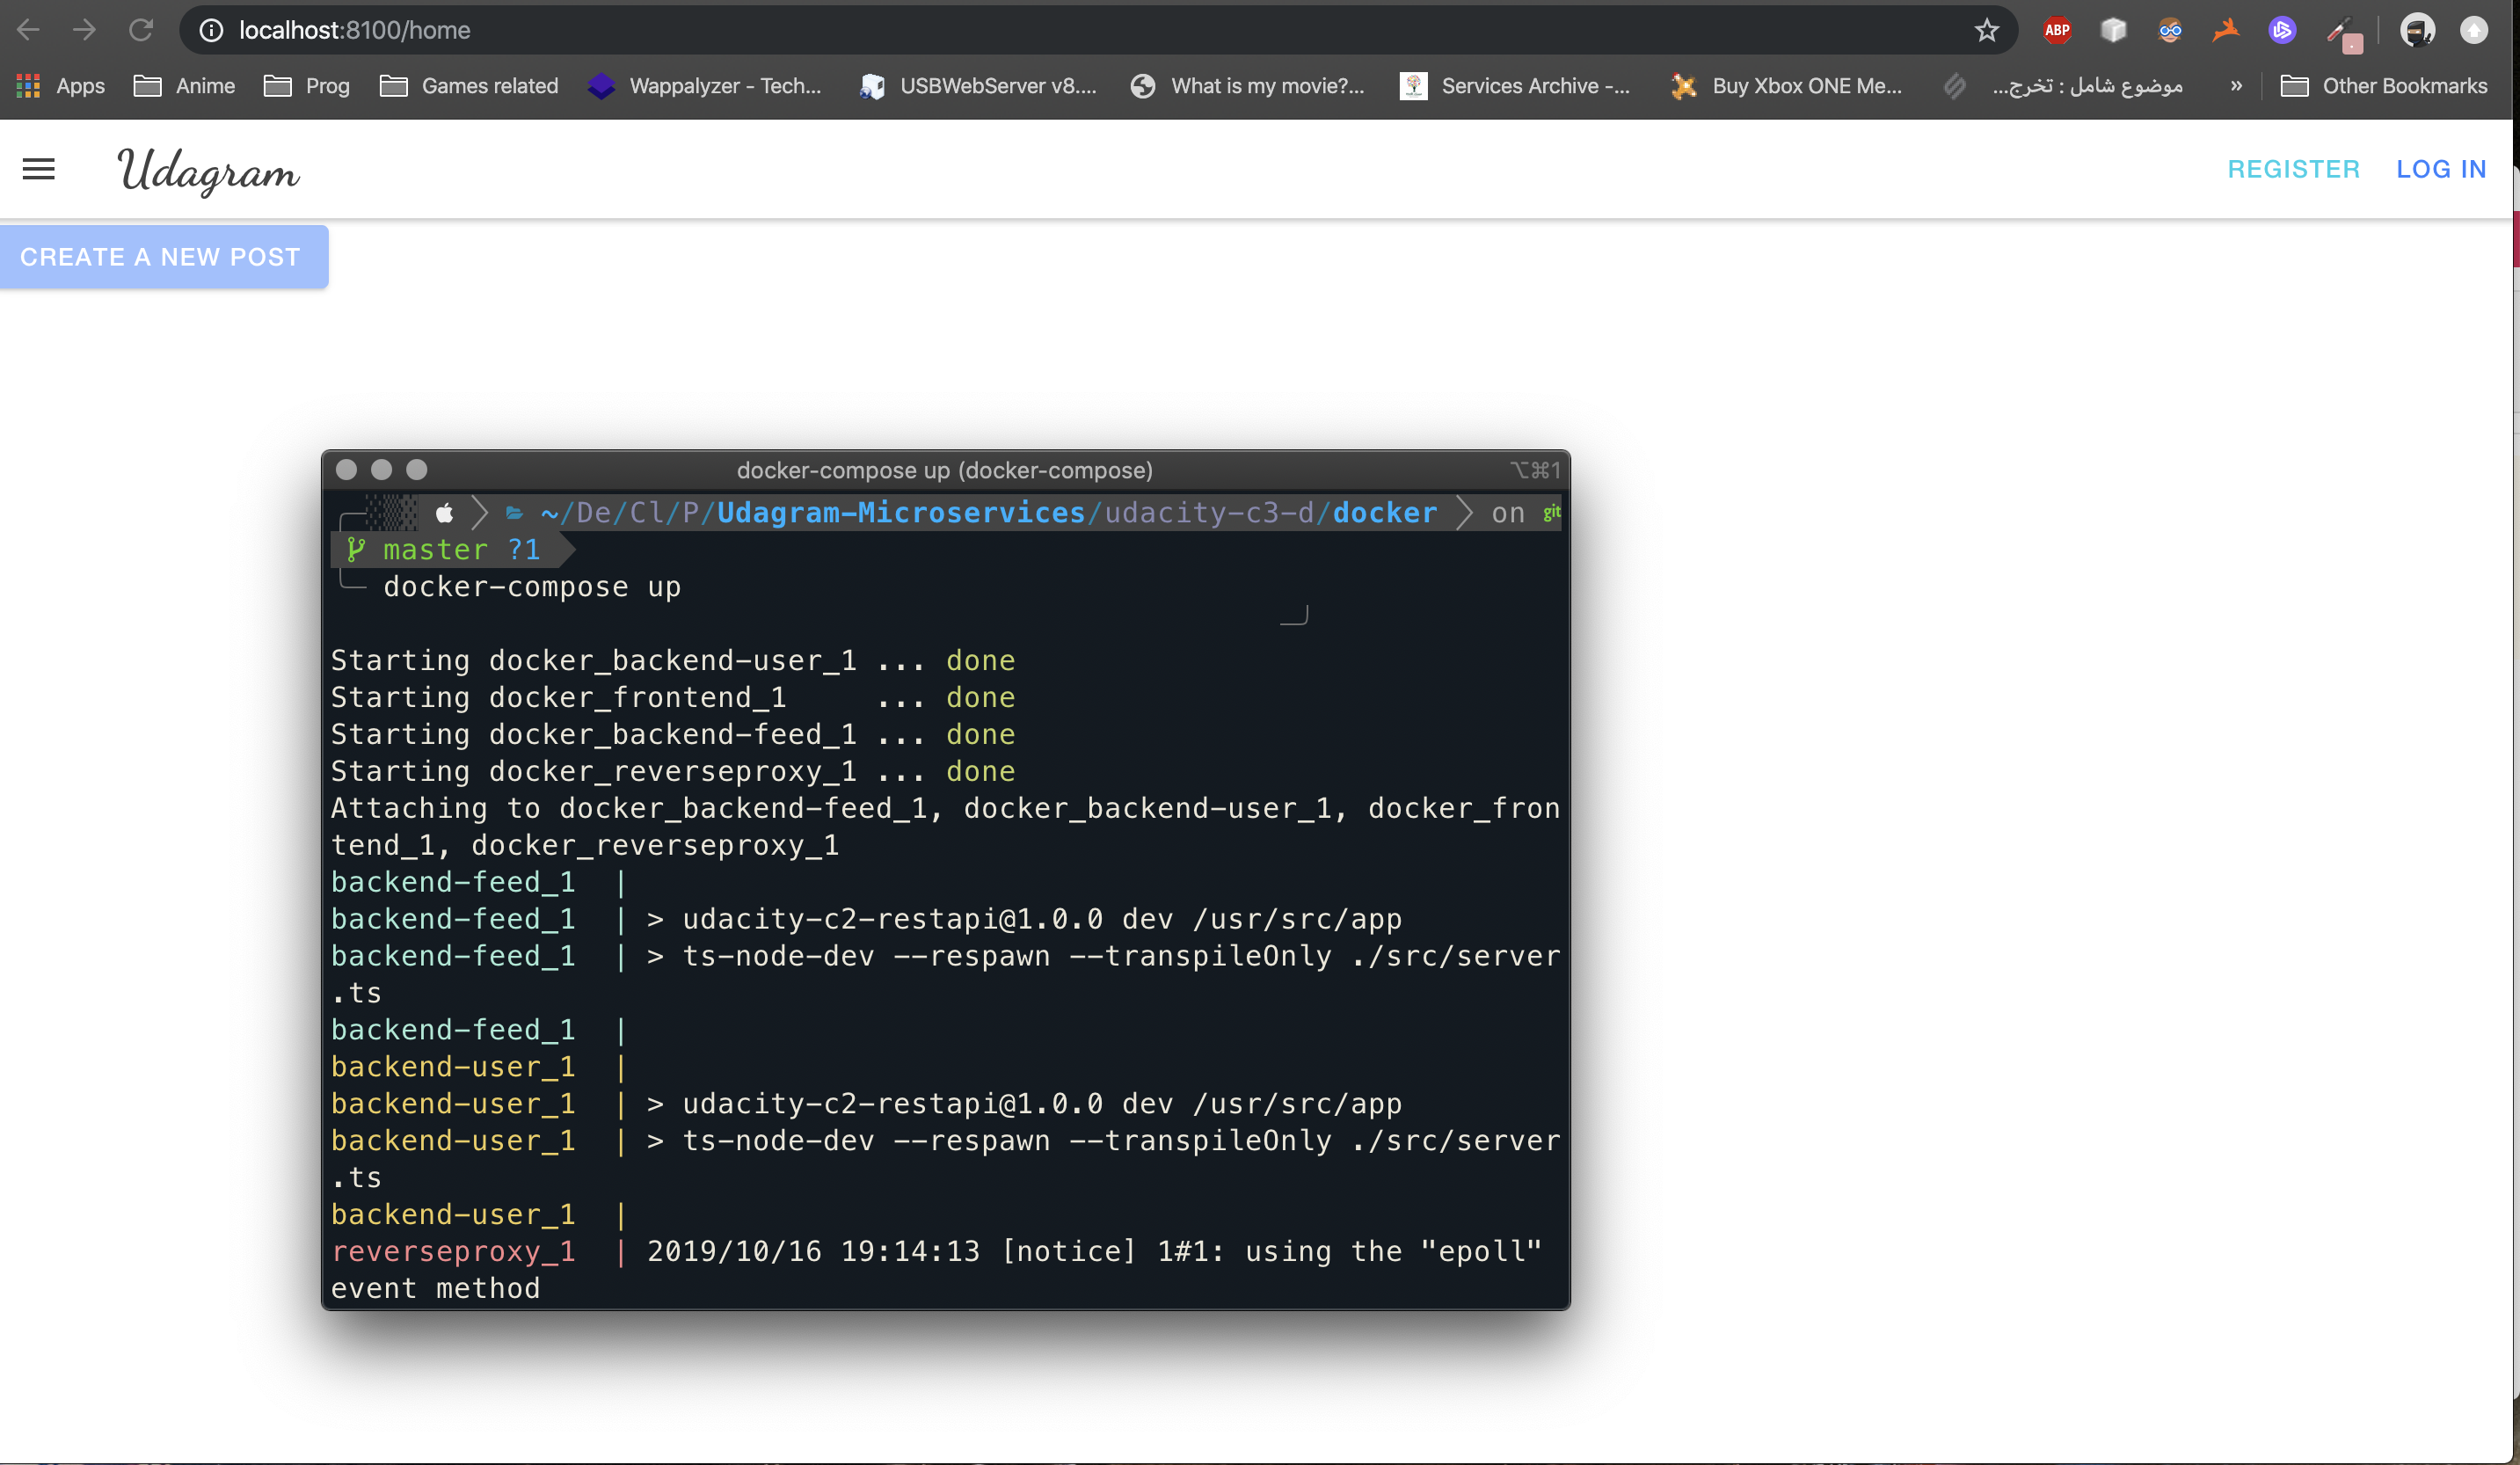 localhost:8100/home
ABP
Apps Anime Prog Games related Wappalyzer - Tech... USBWebServer v8.... What is my movie?... Services Archive -... Buy Xbox ONE Me... موضوع شامل : تخرج... » Other Bookmarks
Udagram REGISTER LOG IN
CREATE A NEW POST
docker-compose up (docker-compose) ⌥⌘1
~/De/Cl/P/Udagram-Microservices/udacity-c3-d/docker on git
master ?1
docker-compose up
Starting docker_backend-user_1 ... done
Starting docker_frontend_1     ... done
Starting docker_backend-feed_1 ... done
Starting docker_reverseproxy_1 ... done
Attaching to docker_backend-feed_1, docker_backend-user_1, docker_fron
tend_1, docker_reverseproxy_1
backend-feed_1  |
backend-feed_1  | > udacity-c2-restapi@1.0.0 dev /usr/src/app
backend-feed_1  | > ts-node-dev --respawn --transpileOnly ./src/server
.ts
backend-feed_1  |
backend-user_1  |
backend-user_1  | > udacity-c2-restapi@1.0.0 dev /usr/src/app
backend-user_1  | > ts-node-dev --respawn --transpileOnly ./src/server
.ts
backend-user_1  |
reverseproxy_1  | 2019/10/16 19:14:13 [notice] 1#1: using the "epoll"
event method